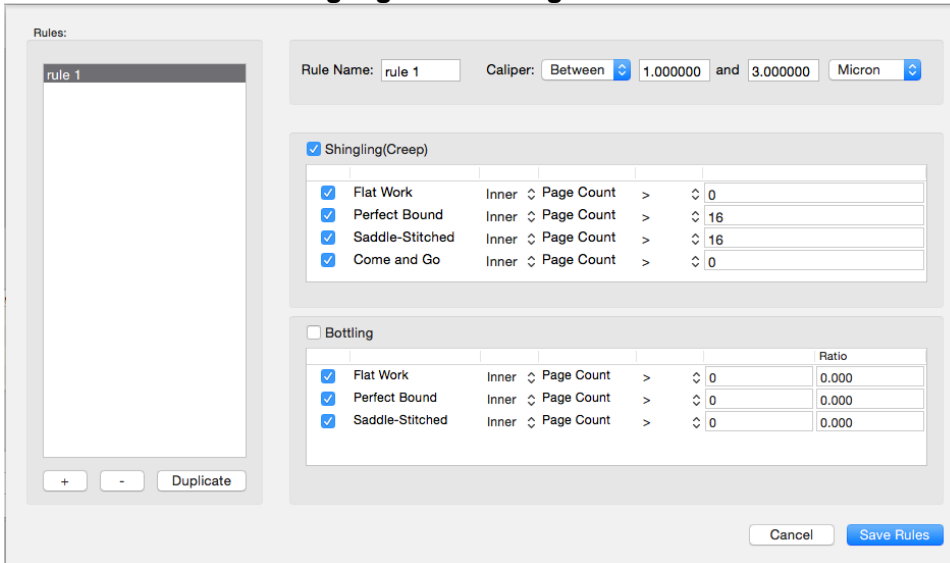 Rules:
rule 1
Rule Name: rule 1 Caliper: Between 1.000000 and 3.000000 Micron
Shingling(Creep)
Flat Work Inner Page Count > 0
Perfect Bound Inner Page Count > 16
Saddle-Stitched Inner Page Count > 16
Come and Go Inner Page Count > 0
Bottling
Ratio
Flat Work Inner Page Count > 0 0.000
Perfect Bound Inner Page Count > 0 0.000
Saddle-Stitched Inner Page Count > 0 0.000
+ - Duplicate
Cancel Save Rules